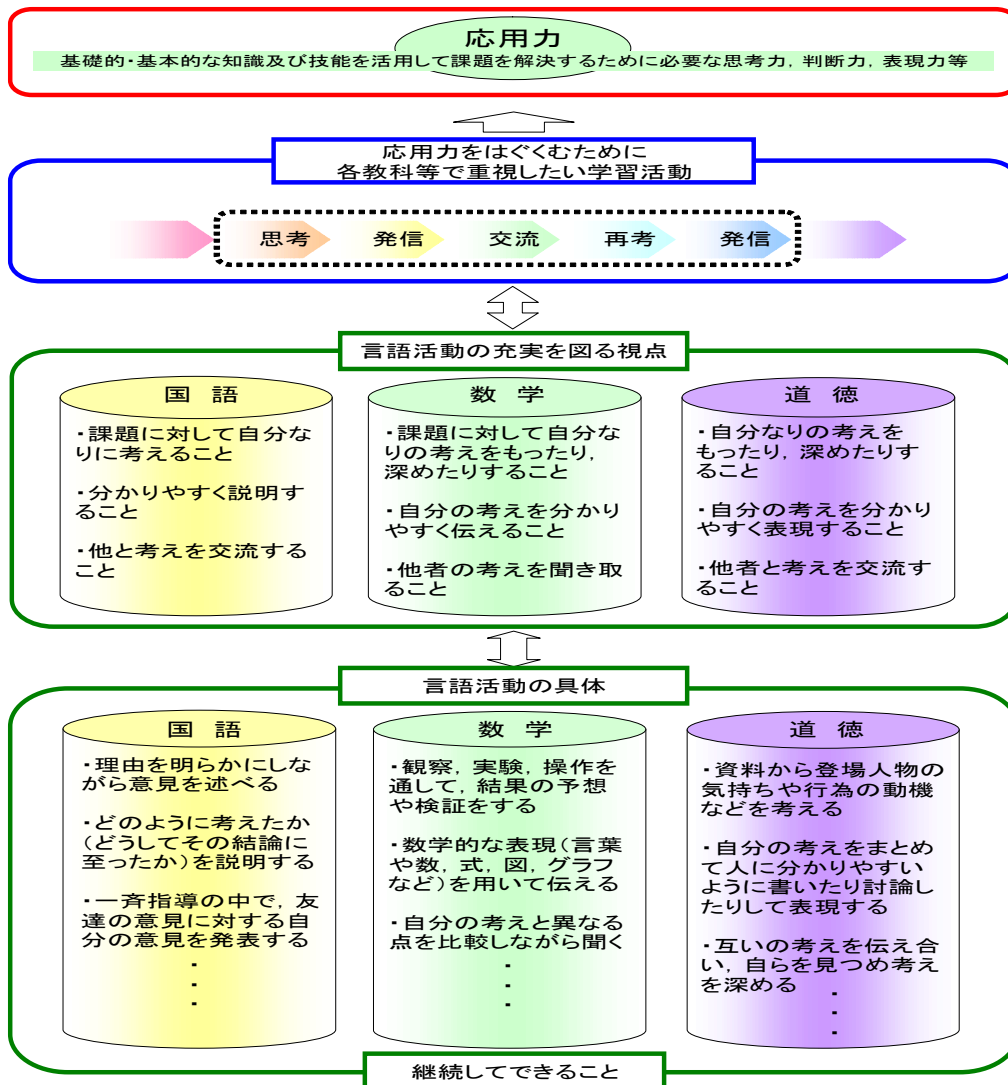 応用力
基礎的・基本的な知識及び技能を活用して課題を解決するために必要な思考力，判断力，表現力等
応用力をはぐくむために
各教科等で重視したい学習活動
思考 発信 交流 再考 発信
言語活動の充実を図る視点
国 語
・課題に対して自分な
りに考えること
・分かりやすく説明す
ること
・他と考えを交流する
こと
数 学
・課題に対して自分な
りの考えをもったり，
深めたりすること
・自分の考えを分かり
やすく伝えること
・他者の考えを聞き取
ること
道 徳
・自分なりの考えを
もったり，深めたりす
ること
・自分の考えを分かり
やすく表現すること
・他者と考えを交流す
ること
言語活動の具体
国 語
・理由を明らかにしな
がら意見を述べる
・どのように考えたか
（どうしてその結論に
至ったか）を説明する
・一斉指導の中で，友
達の意見に対する自
分の意見を発表する
・
・
・
数 学
・観察，実験，操作を
通して，結果の予想
や検証をする
・数学的な表現（言葉
や数，式，図，グラフ
など）を用いて伝える
・自分の考えと異なる
点を比較しながら聞く
・
・
・
道 徳
・資料から登場人物の
気持ちや行為の動機
などを考える
・自分の考えをまとめ
て人に分かりやすい
ように書いたり討論し
たりして表現する
・互いの考えを伝え合
い，自らを見つめ考え
を深める
・
・
・
継続してできること